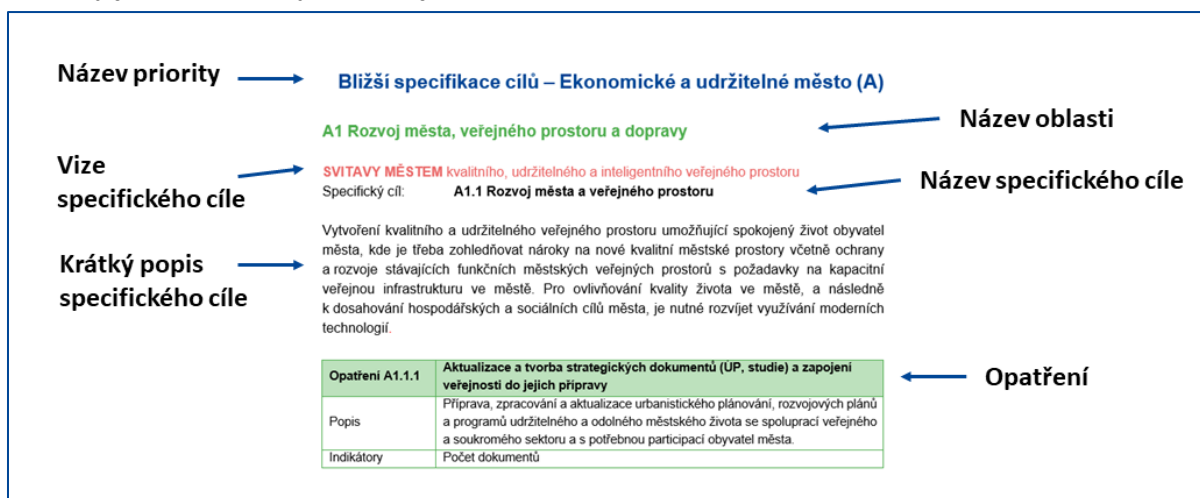 Název priority
Bližší specifikace cílů – Ekonomické a udržitelné město (A)
A1 Rozvoj města, veřejného prostoru a dopravy
Název oblasti
Vize
specifického cíle
SVITAVY MĚSTEM kvalitního, udržitelného a inteligentního veřejného prostoru
Specifický cíl: A1.1 Rozvoj města a veřejného prostoru
Název specifického cíle
Krátký popis
specifického cíle
Vytvoření kvalitního a udržitelného veřejného prostoru umožňující spokojený život obyvatel
města, kde je třeba zohledňovat nároky na nové kvalitní městské prostory včetně ochrany
a rozvoje stávajících funkčních městských veřejných prostorů s požadavky na kapacitní
veřejnou infrastrukturu ve městě. Pro ovlivňování kvality života ve městě, a následně
k dosahování hospodářských a sociálních cílů města, je nutné rozvíjet využívání moderních
technologií.
Opatření A1.1.1
Aktualizace a tvorba strategických dokumentů (ÚP, studie) a zapojení
veřejnosti do jejich přípravy
Opatření
Popis
Příprava, zpracování a aktualizace urbanistického plánování, rozvojových plánů
a programů udržitelného a odolného městského života se spoluprací veřejného
a soukromého sektoru a s potřebnou participací obyvatel města.
Indikátory
Počet dokumentů